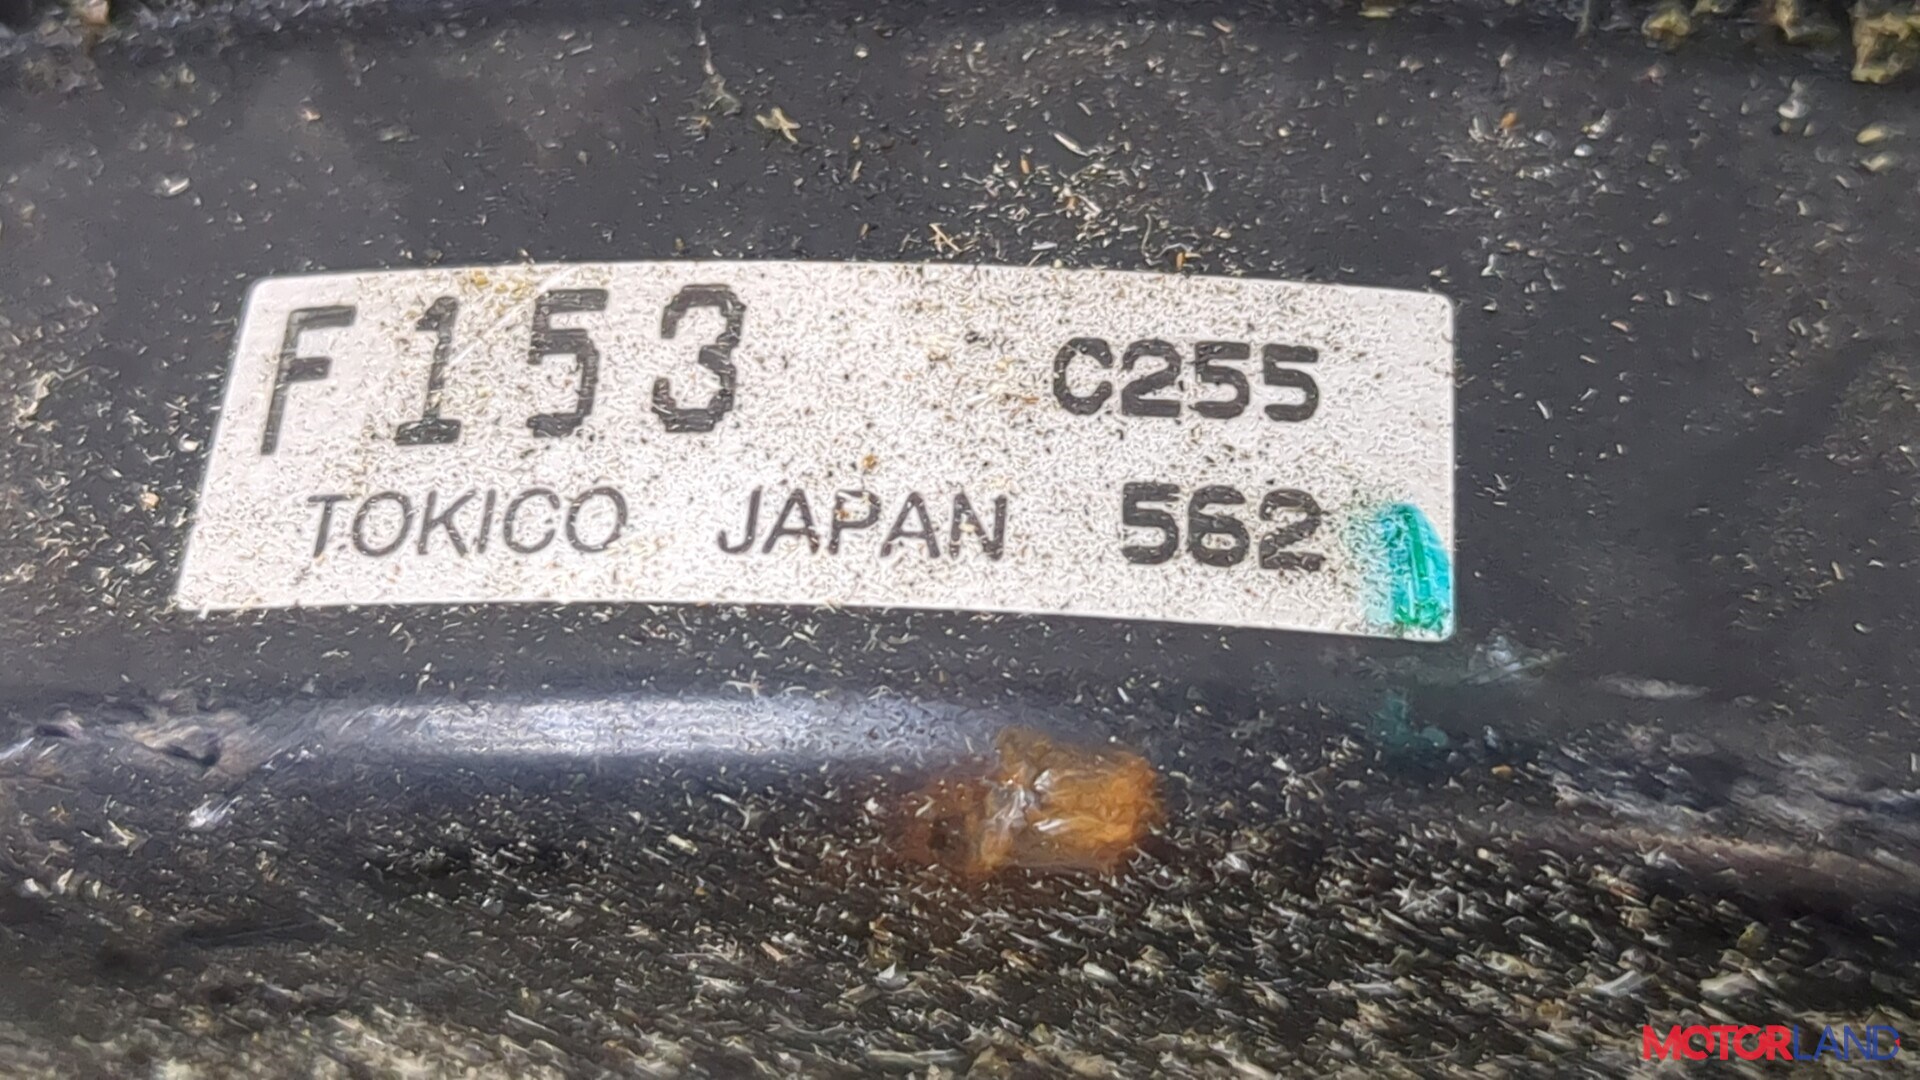 F153 C255
TOKICO JAPAN 562
MOTORLAND